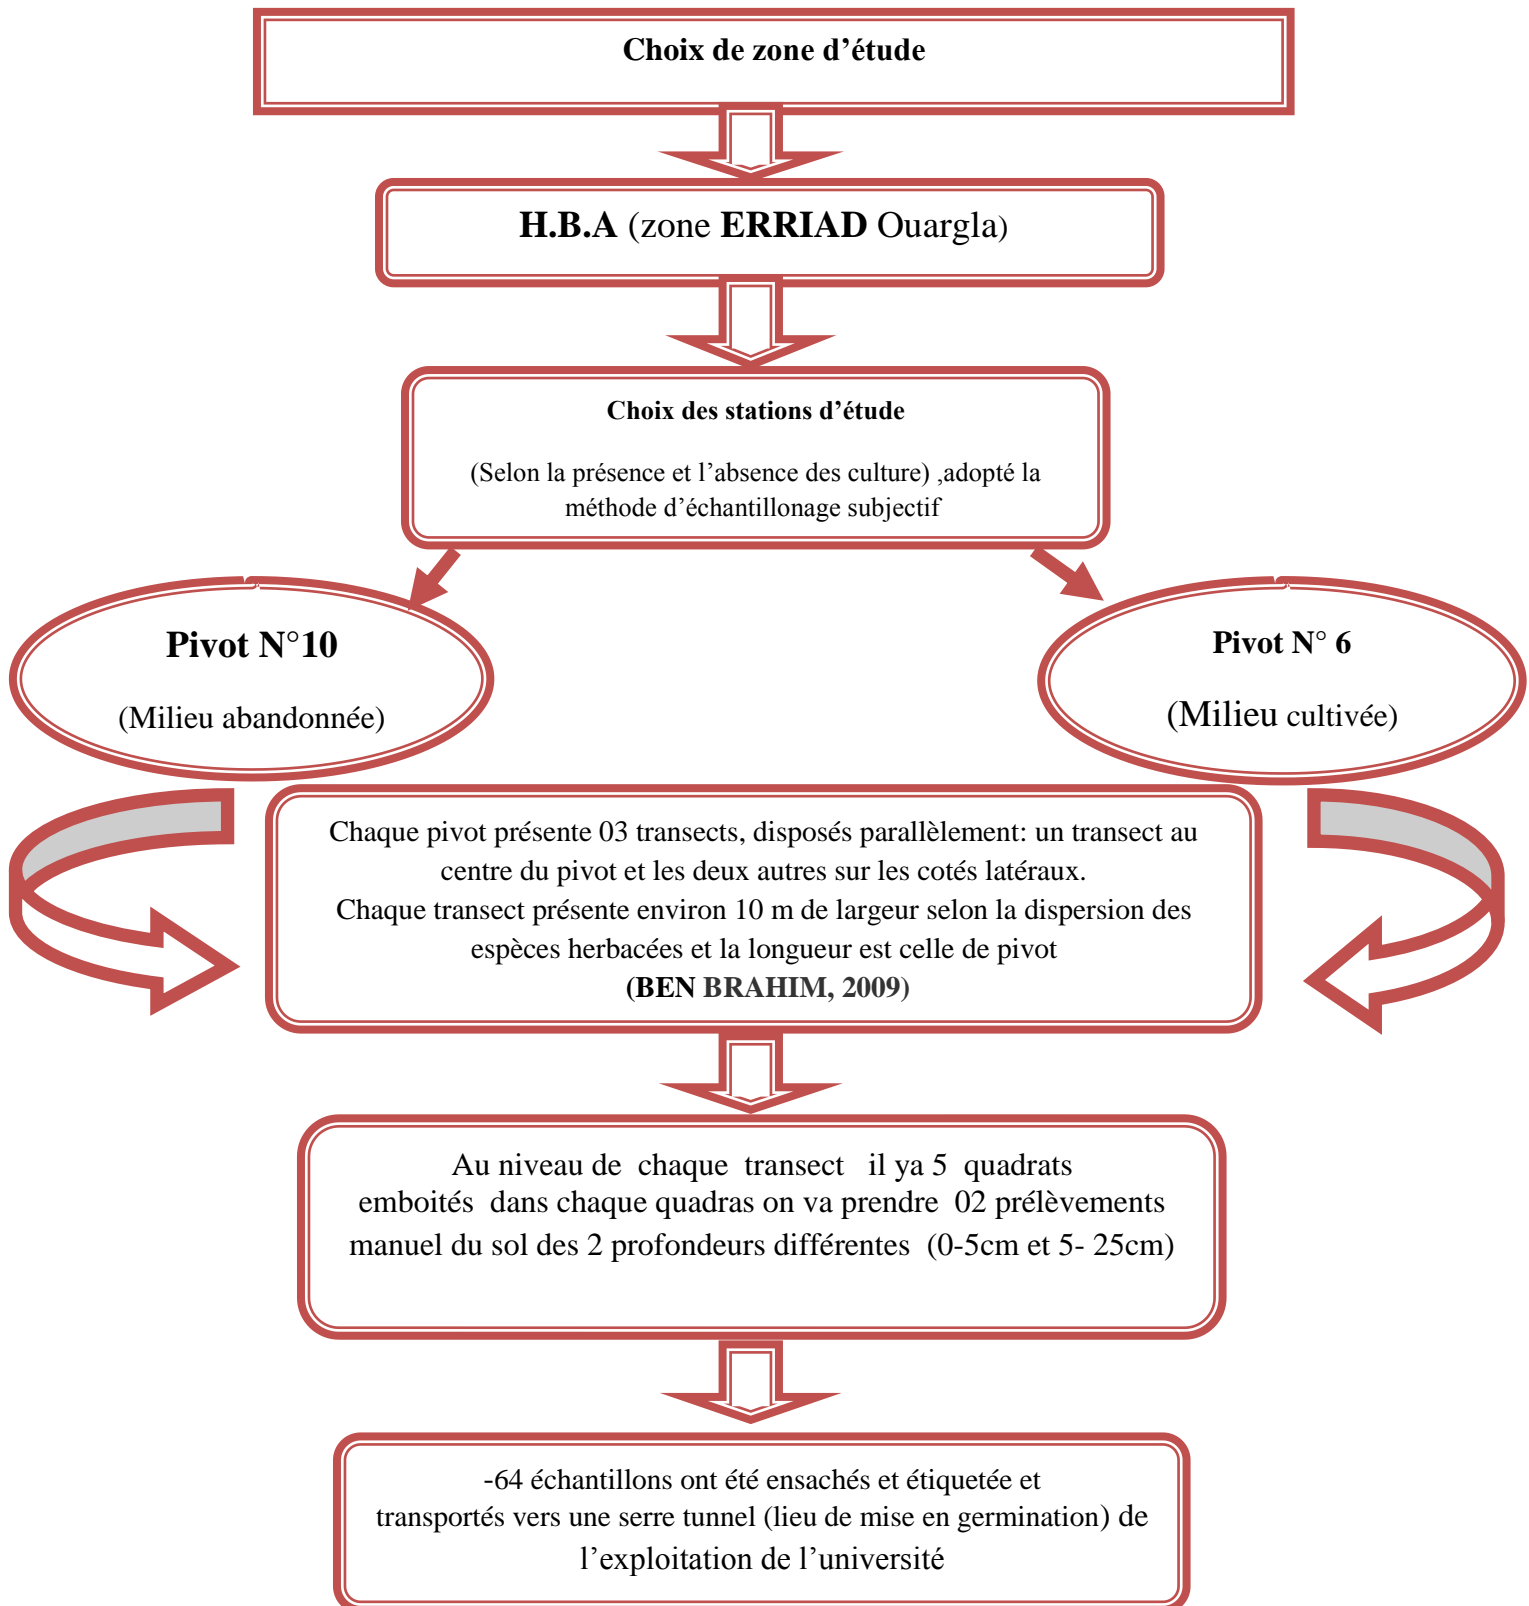 Choix de zone d’étude
H.B.A (zone ERRIAD Ouargla)
Choix des stations d’étude
(Selon la présence et l’absence des culture) ,adopté la
méthode d’échantillonage subjectif
Pivot N°10
(Milieu abandonnée)
Pivot N° 6
(Milieu cultivée)
Chaque pivot présente 03 transects, disposés parallèlement: un transect au
centre du pivot et les deux autres sur les cotés latéraux.
Chaque transect présente environ 10 m de largeur selon la dispersion des
espèces herbacées et la longueur est celle de pivot
(BEN BRAHIM, 2009)
Au niveau de chaque transect il ya 5 quadrats
emboités dans chaque quadras on va prendre 02 prélèvements
manuel du sol des 2 profondeurs différentes (0-5cm et 5- 25cm)
-64 échantillons ont été ensachés et étiquetée et
transportés vers une serre tunnel (lieu de mise en germination) de
l’exploitation de l’université